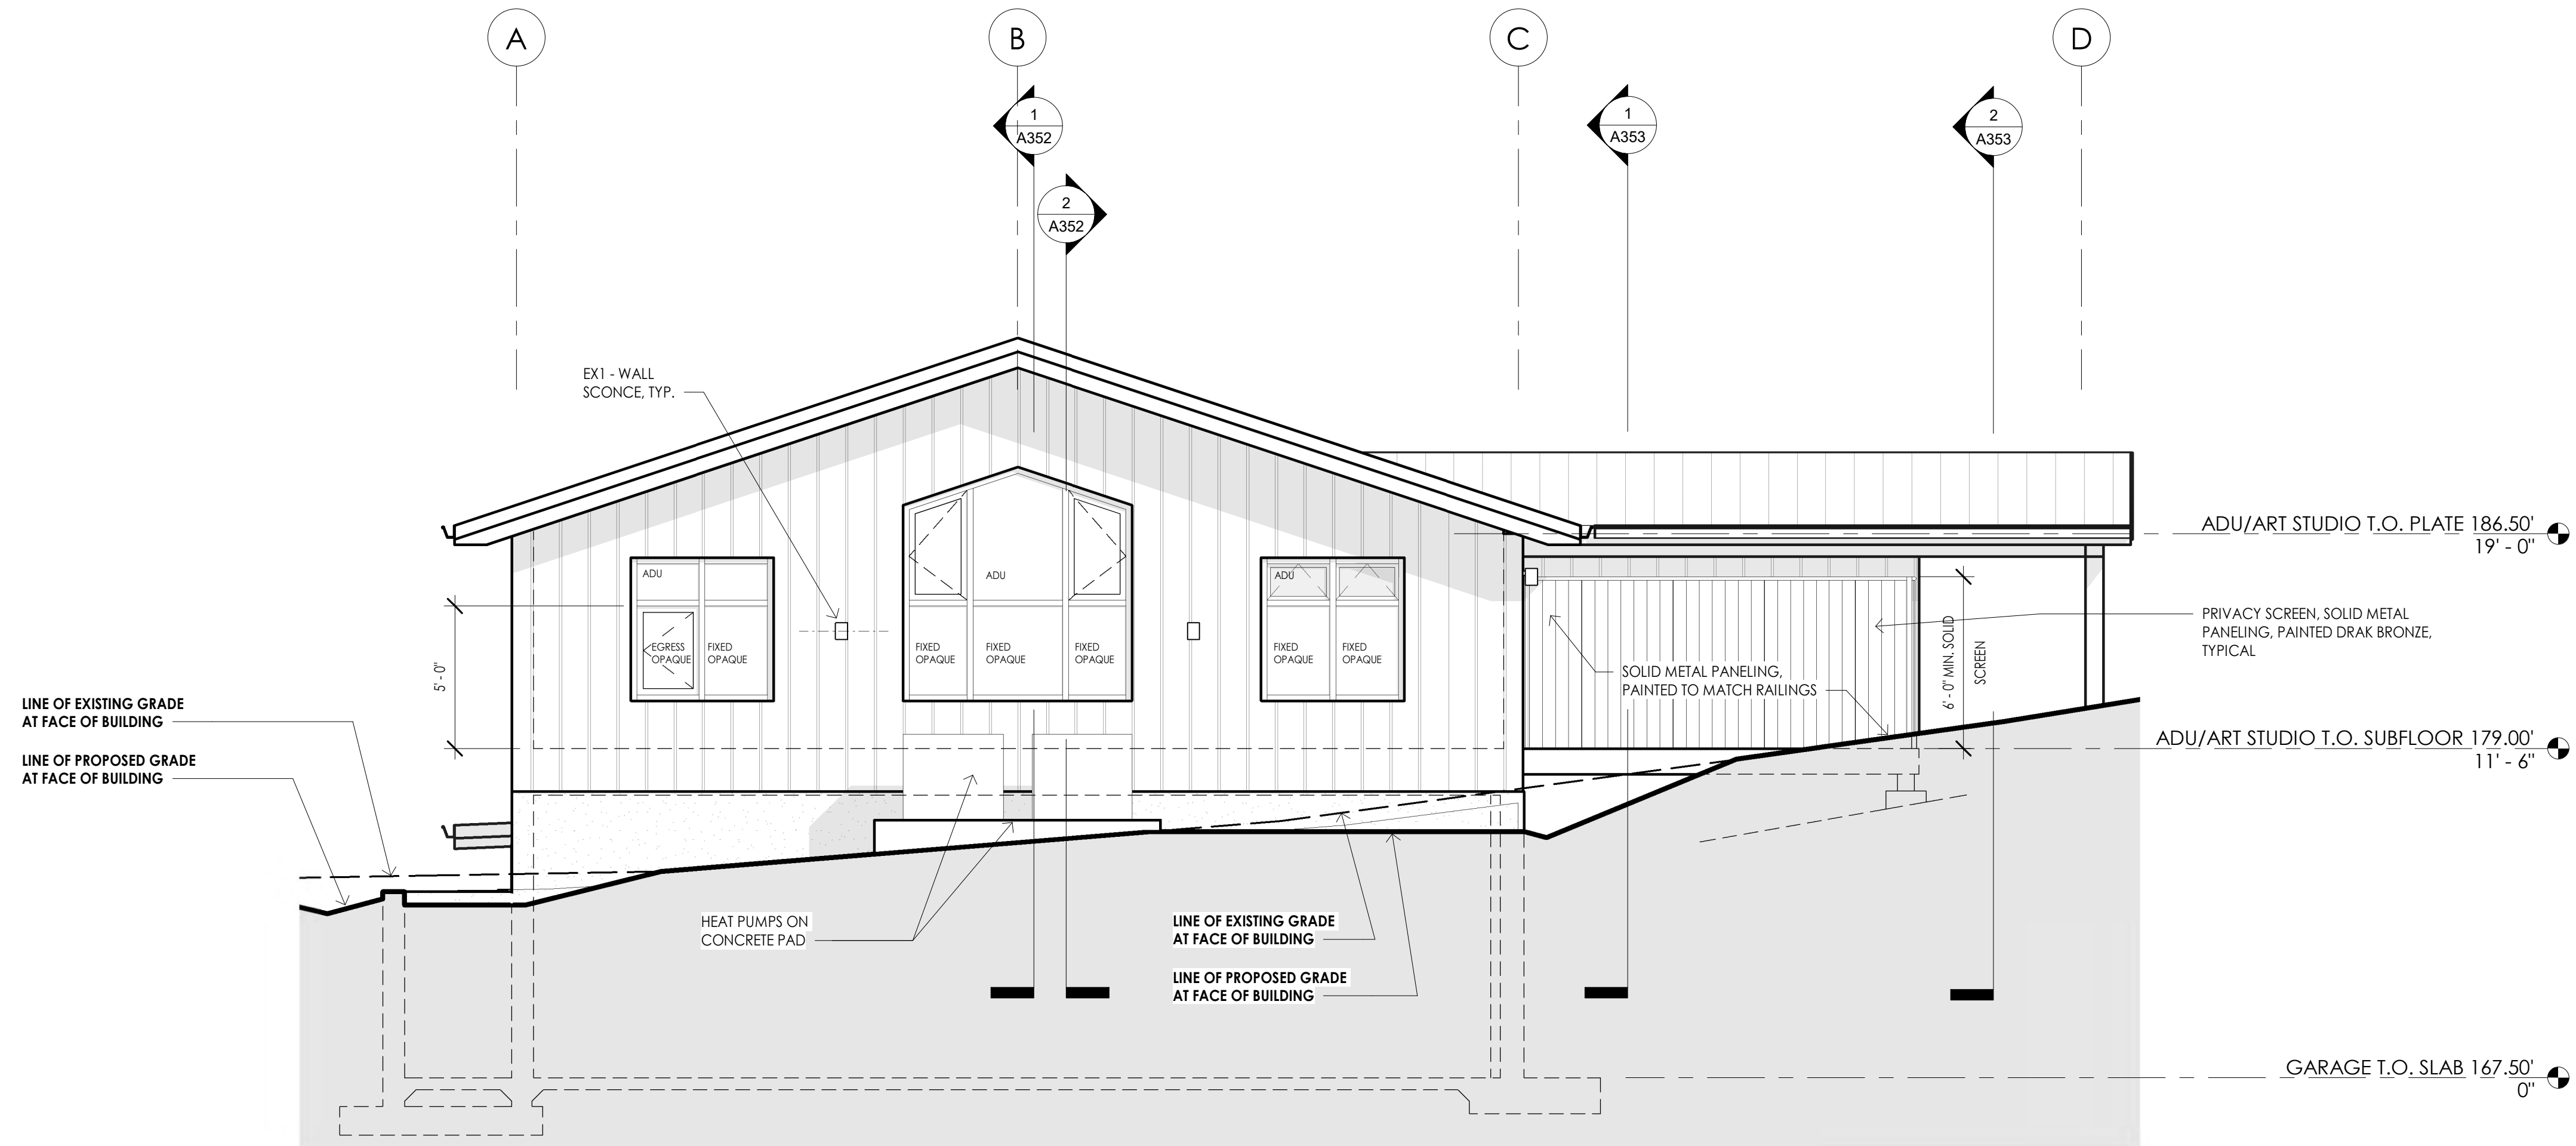 A
B
C
D
1
A352
1
A353
2
A353
2
A352
EX1 - WALL
SCONCE, TYP.
ADU/ART STUDIO T.O. PLATE 186.50'
19' - 0"
ADU
ADU
ADU
EGRESS
OPAQUE
FIXED
OPAQUE
FIXED
OPAQUE
FIXED
OPAQUE
FIXED
OPAQUE
FIXED
OPAQUE
FIXED
OPAQUE
5' - 0"
6' - 0" MIN. SOLID
SCREEN
PRIVACY SCREEN, SOLID METAL
PANELING, PAINTED DRAK BRONZE,
TYPICAL
SOLID METAL PANELING,
PAINTED TO MATCH RAILINGS
LINE OF EXISTING GRADE
AT FACE OF BUILDING
LINE OF PROPOSED GRADE
AT FACE OF BUILDING
ADU/ART STUDIO T.O. SUBFLOOR 179.00'
11' - 6"
HEAT PUMPS ON
CONCRETE PAD
LINE OF EXISTING GRADE
AT FACE OF BUILDING
LINE OF PROPOSED GRADE
AT FACE OF BUILDING
GARAGE T.O. SLAB 167.50'
0"